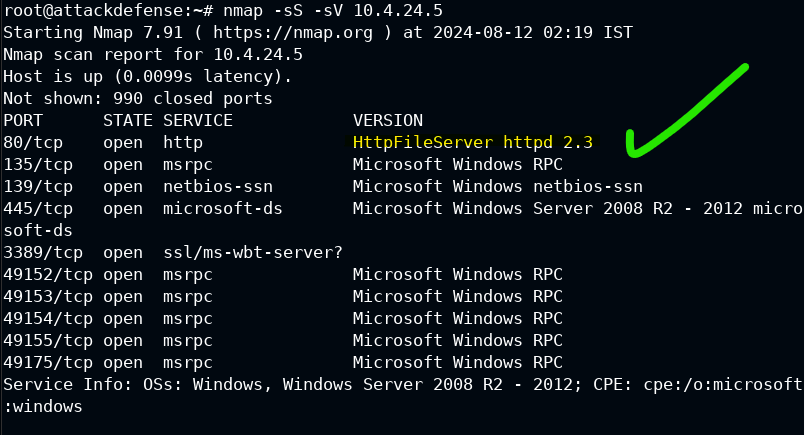 root@attackdefense:~# nmap -sS -sV 10.4.24.5
Starting Nmap 7.91 ( https://nmap.org ) at 2024-08-12 02:19 IST
Nmap scan report for 10.4.24.5
Host is up (0.0099s latency).
Not shown: 990 closed ports
PORT      STATE SERVICE            VERSION
80/tcp    open  http               HttpFileServer httpd 2.3
135/tcp   open  msrpc              Microsoft Windows RPC
139/tcp   open  netbios-ssn        Microsoft Windows netbios-ssn
445/tcp   open  microsoft-ds       Microsoft Windows Server 2008 R2 - 2012 micro
soft-ds
3389/tcp  open  ssl/ms-wbt-server?
49152/tcp open  msrpc              Microsoft Windows RPC
49153/tcp open  msrpc              Microsoft Windows RPC
49154/tcp open  msrpc              Microsoft Windows RPC
49155/tcp open  msrpc              Microsoft Windows RPC
49175/tcp open  msrpc              Microsoft Windows RPC
Service Info: OSs: Windows, Windows Server 2008 R2 - 2012; CPE: cpe:/o:microsoft
:windows